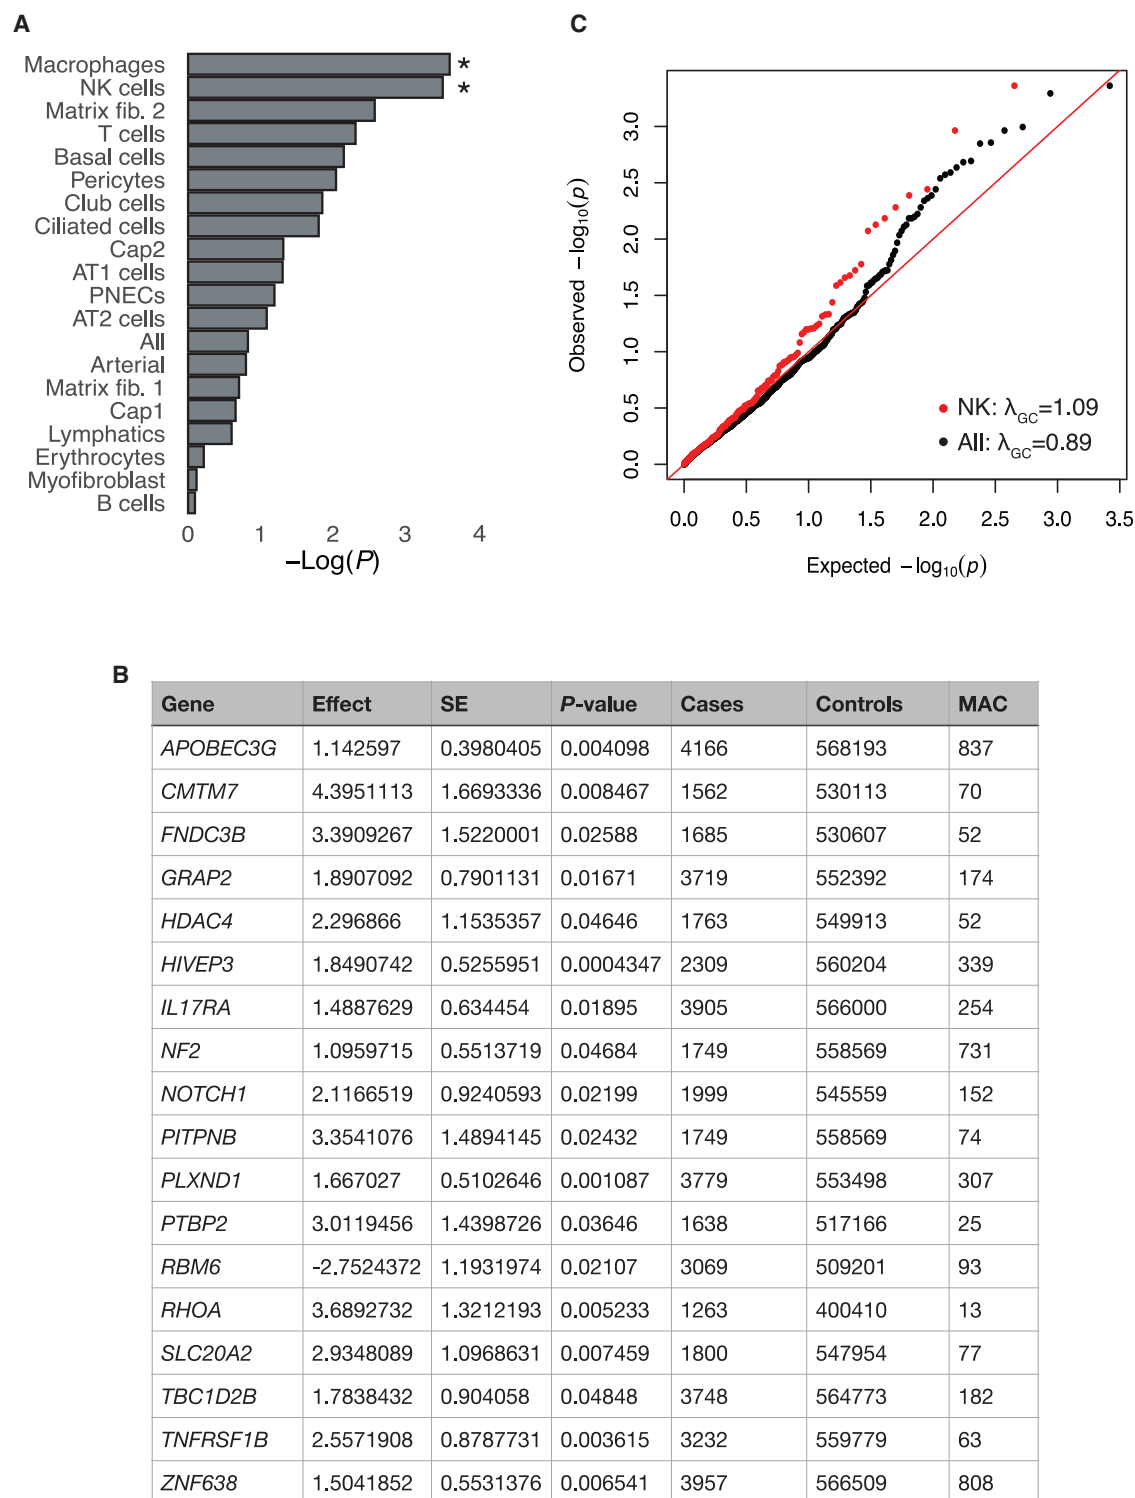 A
Macrophages
NK cells
Matrix fib. 2
T cells
Basal cells
Pericytes
Club cells
Ciliated cells
Cap2
AT1 cells
PNECs
AT2 cells
All
Arterial
Matrix fib. 1
Cap1
Lymphatics
Erythrocytes
Myofibroblast
B cells
* 
*
0 1 2 3 4
−Log(P)
C
Observed −log₁₀(p)
3.0
2.5
2.0
1.5
1.0
0.5
0.0
NK: λGC=1.09
All: λGC=0.89
0.0 0.5 1.0 1.5 2.0 2.5 3.0 3.5
Expected −log₁₀(p)
B
Gene Effect SE P-value Cases Controls MAC
APOBEC3G 1.142597 0.3980405 0.004098 4166 568193 837
CMTM7 4.3951113 1.6693336 0.008467 1562 530113 70
FNDC3B 3.3909267 1.5220001 0.02588 1685 530607 52
GRAP2 1.8907092 0.7901131 0.01671 3719 552392 174
HDAC4 2.296866 1.1535357 0.04646 1763 549913 52
HIVEP3 1.8490742 0.5255951 0.0004347 2309 560204 339
IL17RA 1.4887629 0.634454 0.01895 3905 566000 254
NF2 1.0959715 0.5513719 0.04684 1749 558569 731
NOTCH1 2.1166519 0.9240593 0.02199 1999 545559 152
PITPNB 3.3541076 1.4894145 0.02432 1749 558569 74
PLXND1 1.667027 0.5102646 0.001087 3779 553498 307
PTBP2 3.0119456 1.4398726 0.03646 1638 517166 25
RBM6 -2.7524372 1.1931974 0.02107 3069 509201 93
RHOA 3.6892732 1.3212193 0.005233 1263 400410 13
SLC20A2 2.9348089 1.0968631 0.007459 1800 547954 77
TBC1D2B 1.7838432 0.904058 0.04848 3748 564773 182
TNFRSF1B 2.5571908 0.8787731 0.003615 3232 559779 63
ZNF638 1.5041852 0.5531376 0.006541 3957 566509 808